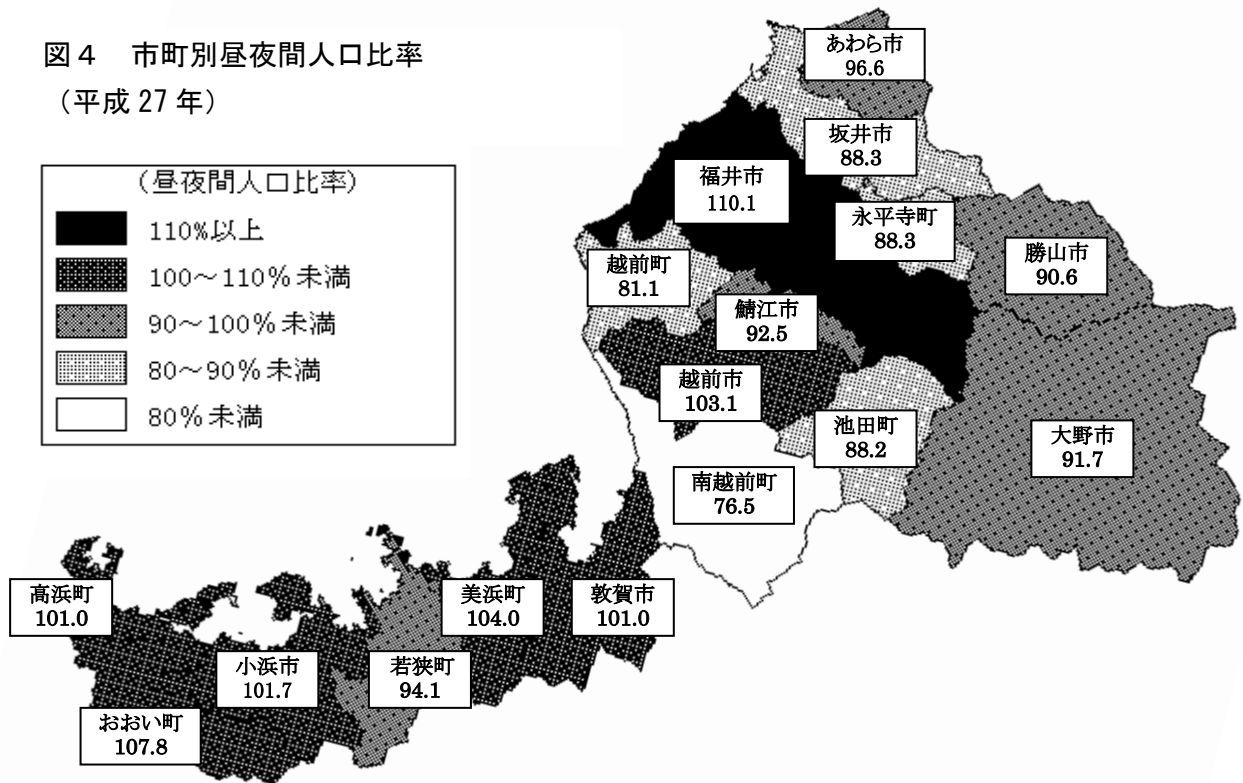 図４　市町別昼夜間人口比率
（平成 27 年）
(昼夜間人口比率)
110%以上
100～110％未満
90～100％未満
80～90％未満
80％未満
あわら市
96.6
坂井市
88.3
福井市
110.1
永平寺町
88.3
勝山市
90.6
越前町
81.1
鯖江市
92.5
越前市
103.1
池田町
88.2
大野市
91.7
南越前町
76.5
高浜町
101.0
美浜町
104.0
敦賀市
101.0
小浜市
101.7
若狭町
94.1
おおい町
107.8